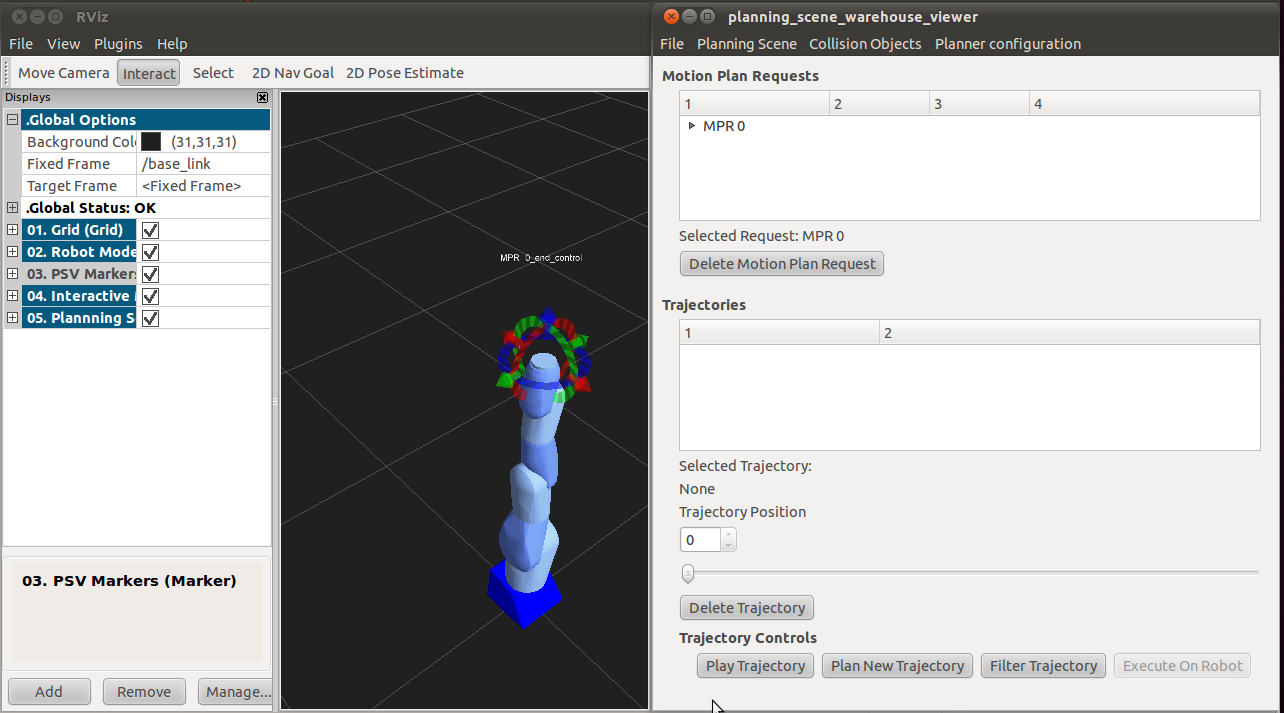 RViz
File View Plugins Help
Move Camera Interact Select 2D Nav Goal 2D Pose Estimate
Displays
.Global Options
Background Col (31,31,31)
Fixed Frame /base_link
Target Frame <Fixed Frame>
.Global Status: OK
01. Grid (Grid)
02. Robot Mode
03. PSV Markers
04. Interactive
05. Plannning S
03. PSV Markers (Marker)
Add Remove Manage...
MPR 0_end_control
planning_scene_warehouse_viewer
File Planning Scene Collision Objects Planner configuration
Motion Plan Requests
1 2 3 4
MPR 0
Selected Request: MPR 0
Delete Motion Plan Request
Trajectories
1 2
Selected Trajectory:
None
Trajectory Position
0
Delete Trajectory
Trajectory Controls
Play Trajectory Plan New Trajectory Filter Trajectory Execute On Robot